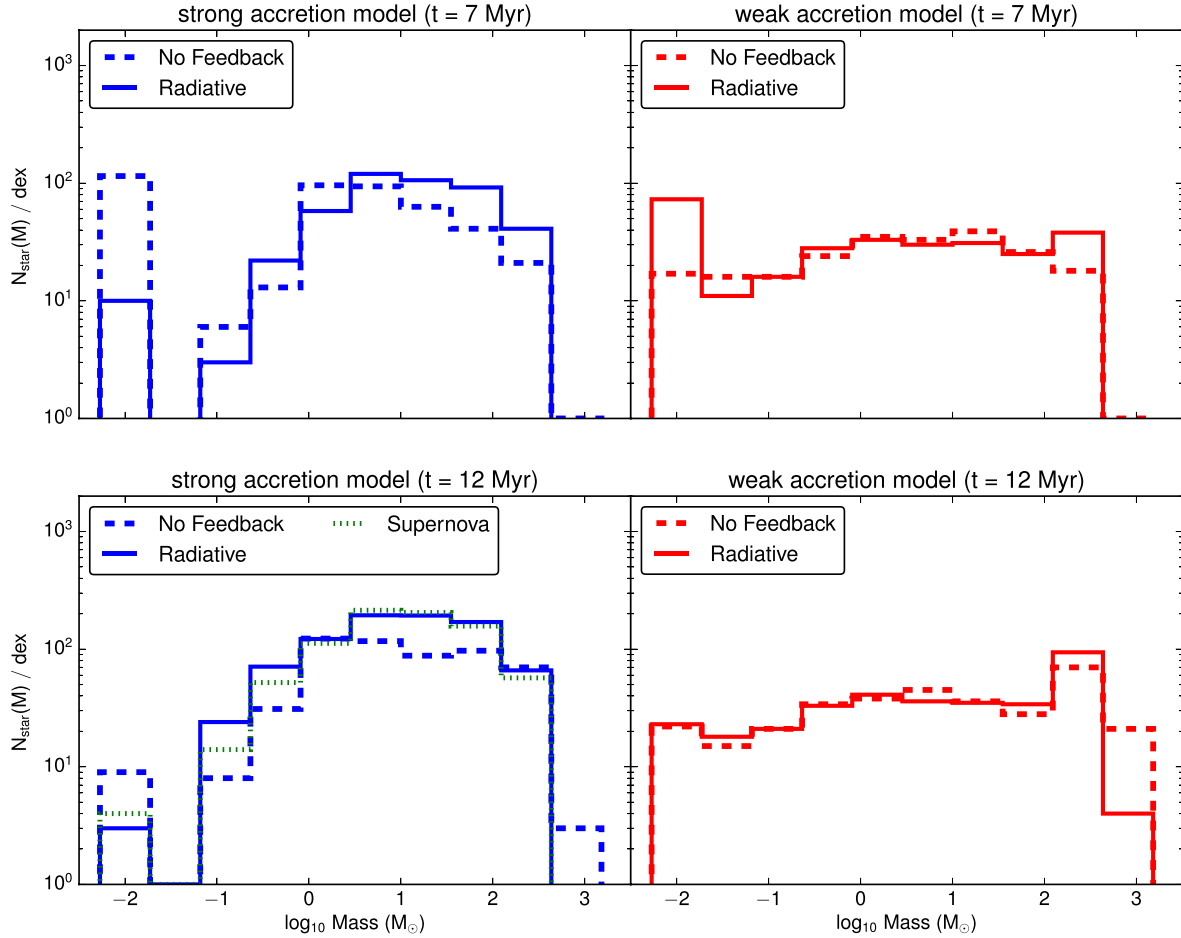 strong accretion model (t = 7 Myr)
weak accretion model (t = 7 Myr)
No Feedback
Radiative
No Feedback
Radiative
10³
10²
10¹
10⁰
N_star(M) / dex
strong accretion model (t = 12 Myr)
weak accretion model (t = 12 Myr)
No Feedback
Radiative
Supernova
No Feedback
Radiative
10³
10²
10¹
10⁰
N_star(M) / dex
−2 −1 0 1 2 3
−2 −1 0 1 2 3
log₁₀ Mass (M☉)
log₁₀ Mass (M☉)